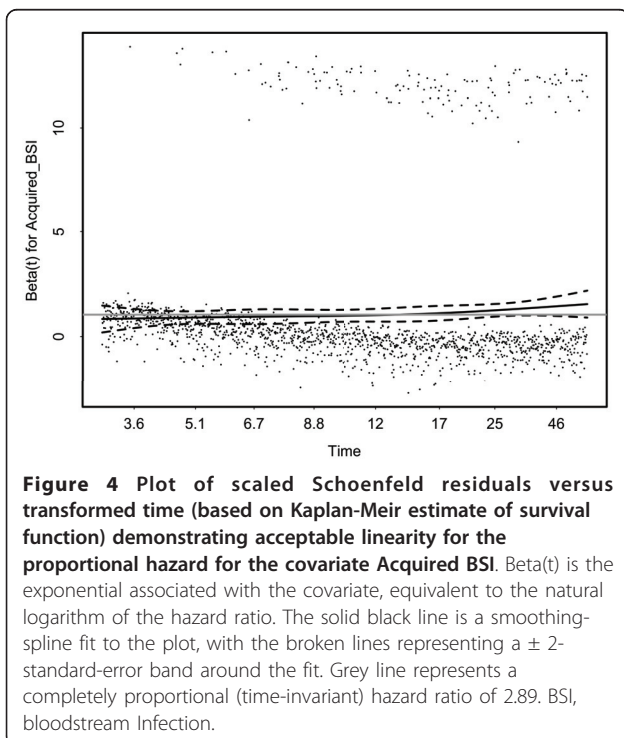 10
5
0
Beta(t) for Acquired_BSI
3.6 5.1 6.7 8.8 12 17 25 46
Time
Figure 4 Plot of scaled Schoenfeld residuals versus
transformed time (based on Kaplan-Meir estimate of survival
function) demonstrating acceptable linearity for the
proportional hazard for the covariate Acquired BSI. Beta(t) is the
exponential associated with the covariate, equivalent to the natural
logarithm of the hazard ratio. The solid black line is a smoothing-
spline fit to the plot, with the broken lines representing a ± 2-
standard-error band around the fit. Grey line represents a
completely proportional (time-invariant) hazard ratio of 2.89. BSI,
bloodstream Infection.